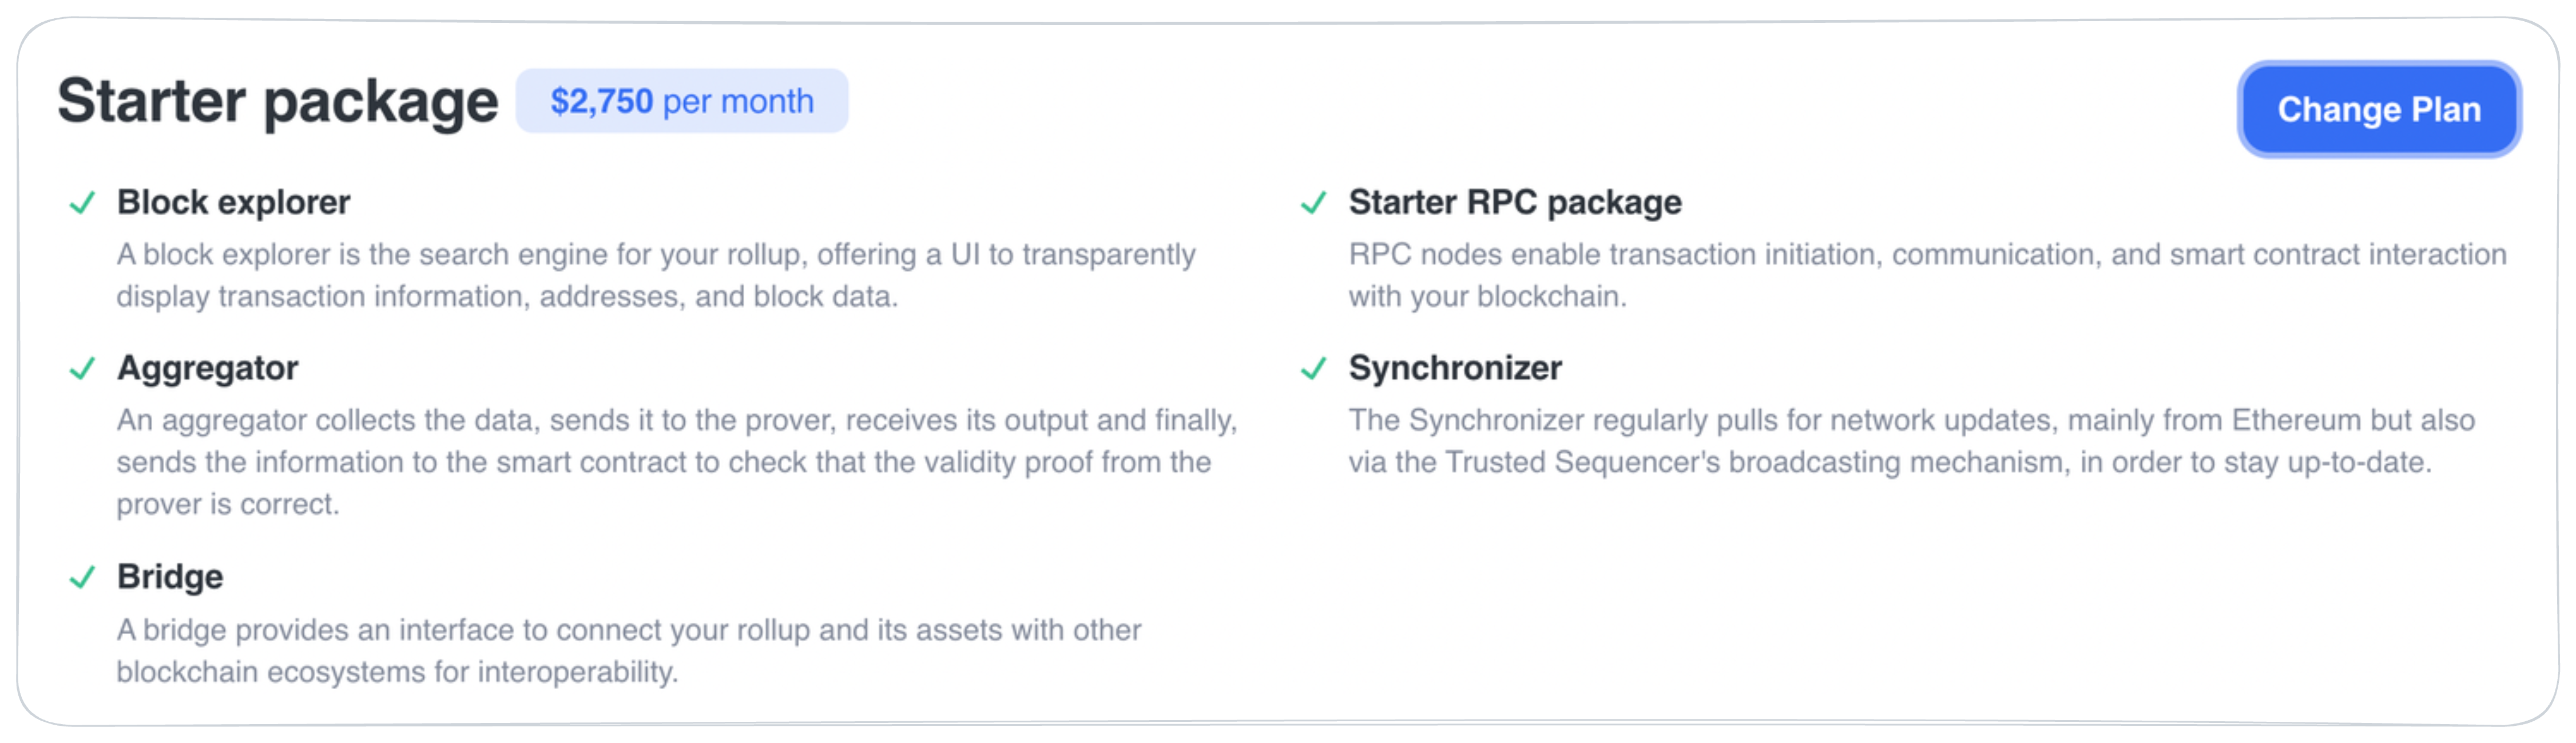 Starter package
$2,750 per month
Change Plan
Block explorer
A block explorer is the search engine for your rollup, offering a UI to transparently
display transaction information, addresses, and block data.
Starter RPC package
RPC nodes enable transaction initiation, communication, and smart contract interaction
with your blockchain.
Aggregator
An aggregator collects the data, sends it to the prover, receives its output and finally,
sends the information to the smart contract to check that the validity proof from the
prover is correct.
Synchronizer
The Synchronizer regularly pulls for network updates, mainly from Ethereum but also
via the Trusted Sequencer's broadcasting mechanism, in order to stay up-to-date.
Bridge
A bridge provides an interface to connect your rollup and its assets with other
blockchain ecosystems for interoperability.